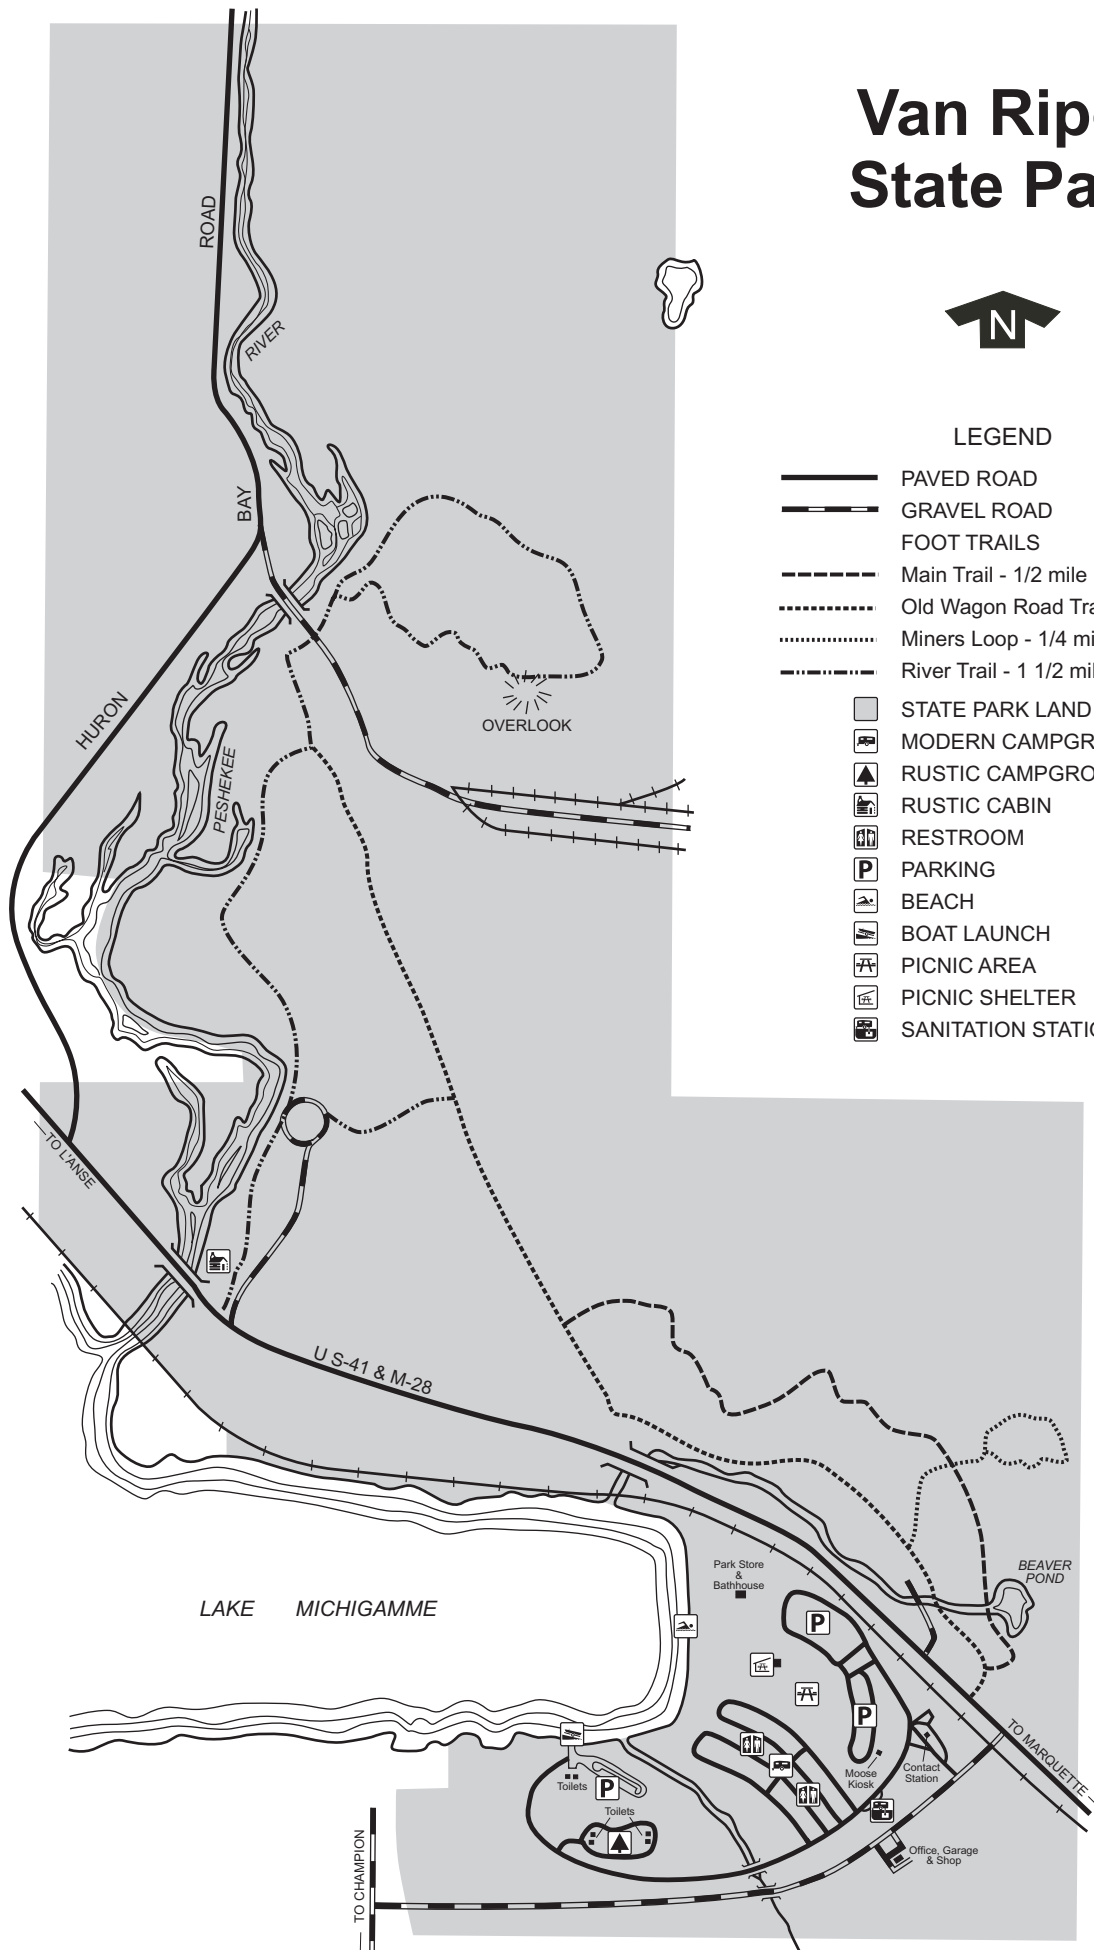 Van Rip
State Pa
N
LEGEND
PAVED ROAD
GRAVEL ROAD
FOOT TRAILS
Main Trail - 1/2 mile
Old Wagon Road Tra
Miners Loop - 1/4 mi
River Trail - 1 1/2 mil
STATE PARK LAND
MODERN CAMPGR
RUSTIC CAMPGRO
RUSTIC CABIN
RESTROOM
P PARKING
BEACH
BOAT LAUNCH
PICNIC AREA
PICNIC SHELTER
SANITATION STATIO
ROAD
RIVER
BAY
HURON
PESHEKEE
OVERLOOK
TO L'ANSE
U S-41 & M-28
LAKE MICHIGAMME
Park Store
&
Bathhouse
BEAVER
POND
P
P
TO MARQUETTE
Moose
Kiosk
Contact
Station
Toilets
P
Toilets
Office, Garage
& Shop
TO CHAMPION